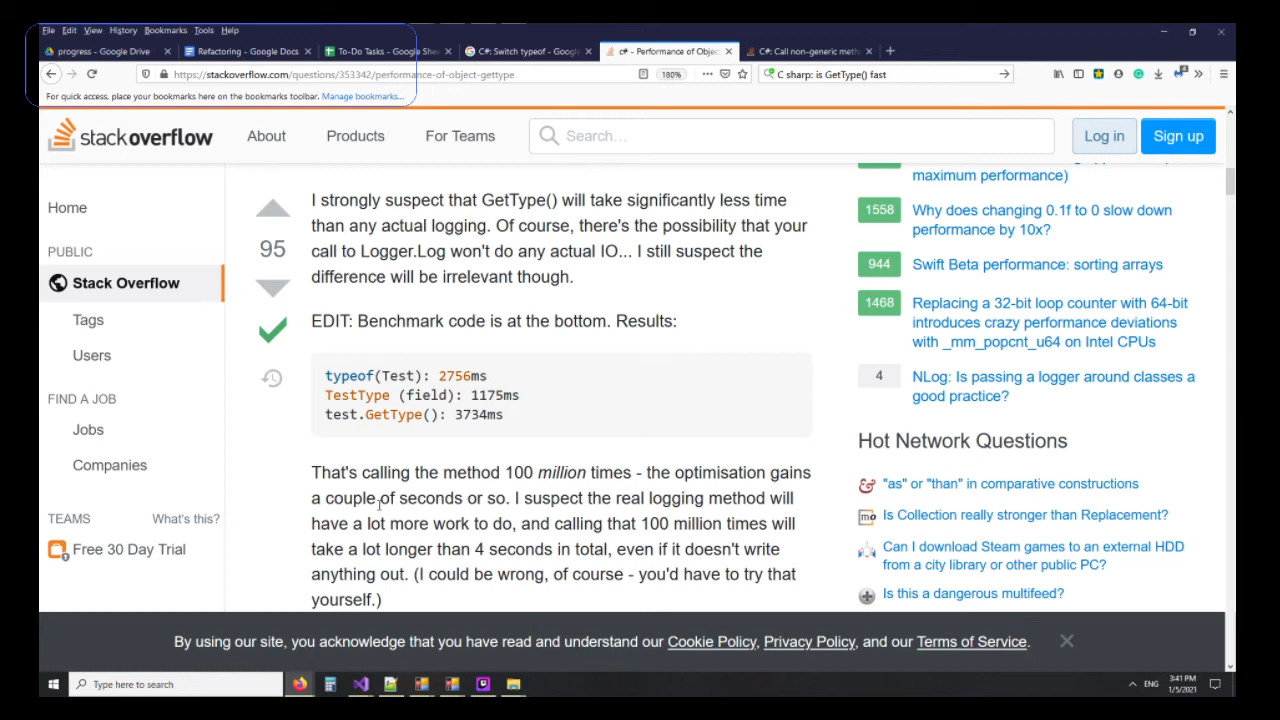 File Edit View History Bookmarks Tools Help
progress - Google Drive
Refactoring - Google Docs
To-Do Tasks - Google Shee
C#: Switch typeof - Google
c# - Performance of Objec
C#: Call non-generic meth
https://stackoverflow.com/questions/353342/performance-of-object-gettype
180%
C sharp: is GetType() fast
For quick access, place your bookmarks here on the bookmarks toolbar. Manage bookmarks...
stackoverflow
About
Products
For Teams
Search...
Log in
Sign up
Home
PUBLIC
Stack Overflow
Tags
Users
FIND A JOB
Jobs
Companies
TEAMS
What's this?
Free 30 Day Trial
95
I strongly suspect that GetType() will take significantly less time
than any actual logging. Of course, there's the possibility that your
call to Logger.Log won't do any actual IO... I still suspect the
difference will be irrelevant though.
EDIT: Benchmark code is at the bottom. Results:
typeof(Test): 2756ms
TestType (field): 1175ms
test.GetType(): 3734ms
That's calling the method 100 million times - the optimisation gains
a couple of seconds or so. I suspect the real logging method will
have a lot more work to do, and calling that 100 million times will
take a lot longer than 4 seconds in total, even if it doesn't write
anything out. (I could be wrong, of course - you'd have to try that
yourself.)
maximum performance)
1558
Why does changing 0.1f to 0 slow down
performance by 10x?
944
Swift Beta performance: sorting arrays
1468
Replacing a 32-bit loop counter with 64-bit
introduces crazy performance deviations
with _mm_popcnt_u64 on Intel CPUs
4
NLog: Is passing a logger around classes a
good practice?
Hot Network Questions
"as" or "than" in comparative constructions
Is Collection really stronger than Replacement?
Can I download Steam games to an external HDD
from a city library or other public PC?
Is this a dangerous multifeed?
By using our site, you acknowledge that you have read and understand our Cookie Policy, Privacy Policy, and our Terms of Service.
Type here to search
ENG
3:41 PM
1/5/2021